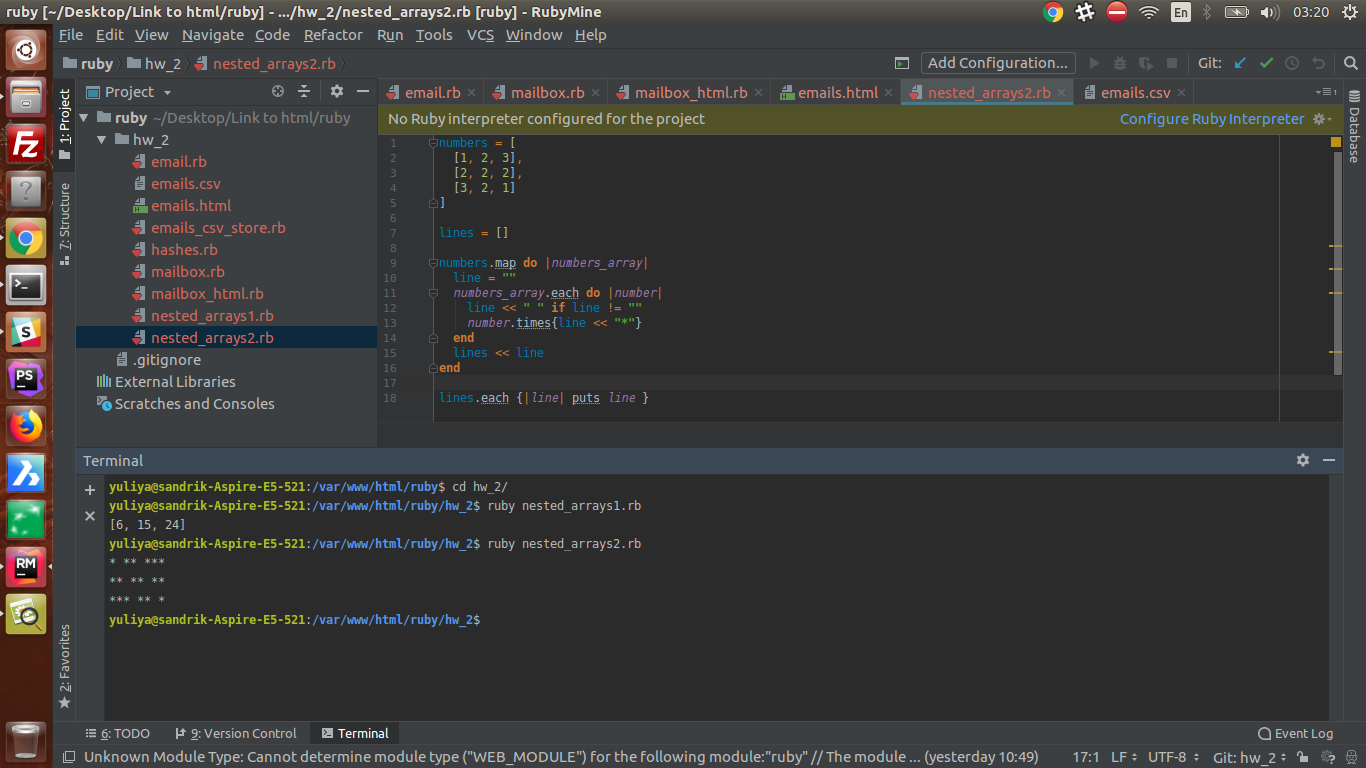 ruby [~/Desktop/Link to html/ruby] - .../hw_2/nested_arrays2.rb [ruby] - RubyMine
En
03:20
File Edit View Navigate Code Refactor Run Tools VCS Window Help
ruby hw_2 nested_arrays2.rb
Add Configuration...
Git:
1: Project
Project
email.rb mailbox.rb mailbox_html.rb emails.html nested_arrays2.rb emails.csv
Database
ruby ~/Desktop/Link to html/ruby
hw_2
email.rb
emails.csv
emails.html
emails_csv_store.rb
hashes.rb
mailbox.rb
mailbox_html.rb
nested_arrays1.rb
nested_arrays2.rb
.gitignore
External Libraries
Scratches and Consoles
7: Structure
No Ruby interpreter configured for the project Configure Ruby Interpreter
1 numbers = [
2 [1, 2, 3],
3 [2, 2, 2],
4 [3, 2, 1]
5 ]
6
7 lines = []
8
9 numbers.map do |numbers_array|
10 line = ""
11 numbers_array.each do |number|
12 line << " " if line != ""
13 number.times{line << "*"}
14 end
15 lines << line
16 end
17
18 lines.each {|line| puts line }
FZ
?
S
PS
RM
Terminal
yuliya@sandrik-Aspire-E5-521:/var/www/html/ruby$ cd hw_2/
yuliya@sandrik-Aspire-E5-521:/var/www/html/ruby/hw_2$ ruby nested_arrays1.rb
[6, 15, 24]
yuliya@sandrik-Aspire-E5-521:/var/www/html/ruby/hw_2$ ruby nested_arrays2.rb
* ** ***
** ** **
*** ** *
yuliya@sandrik-Aspire-E5-521:/var/www/html/ruby/hw_2$
2: Favorites
6: TODO 9: Version Control Terminal Event Log
Unknown Module Type: Cannot determine module type ("WEB_MODULE") for the following module:"ruby" // The module ... (yesterday 10:49) 17:1 LF UTF-8 Git: hw_2